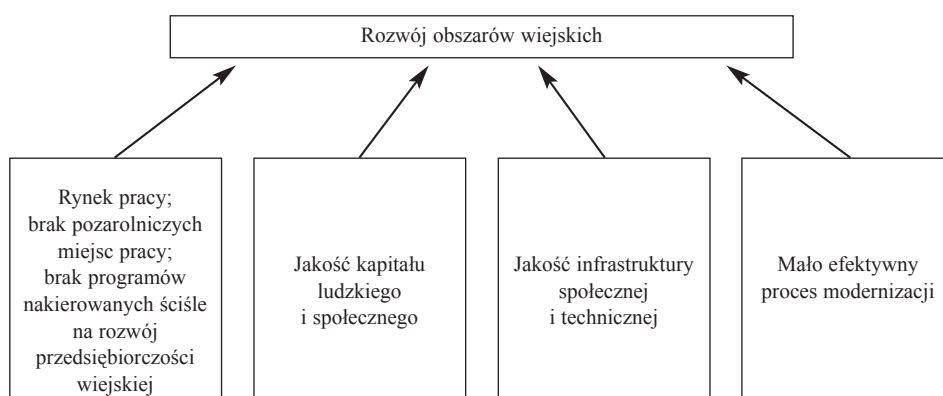 Rozwój obszarów wiejskich
Rynek pracy;
brak pozarolniczych
miejsc pracy;
brak programów
nakierowanych ściśle
na rozwój
przedsiębiorczości
wiejskiej
Jakość kapitału
ludzkiego
i społecznego
Jakość infrastruktury
społecznej
i technicznej
Mało efektywny
proces modernizacji